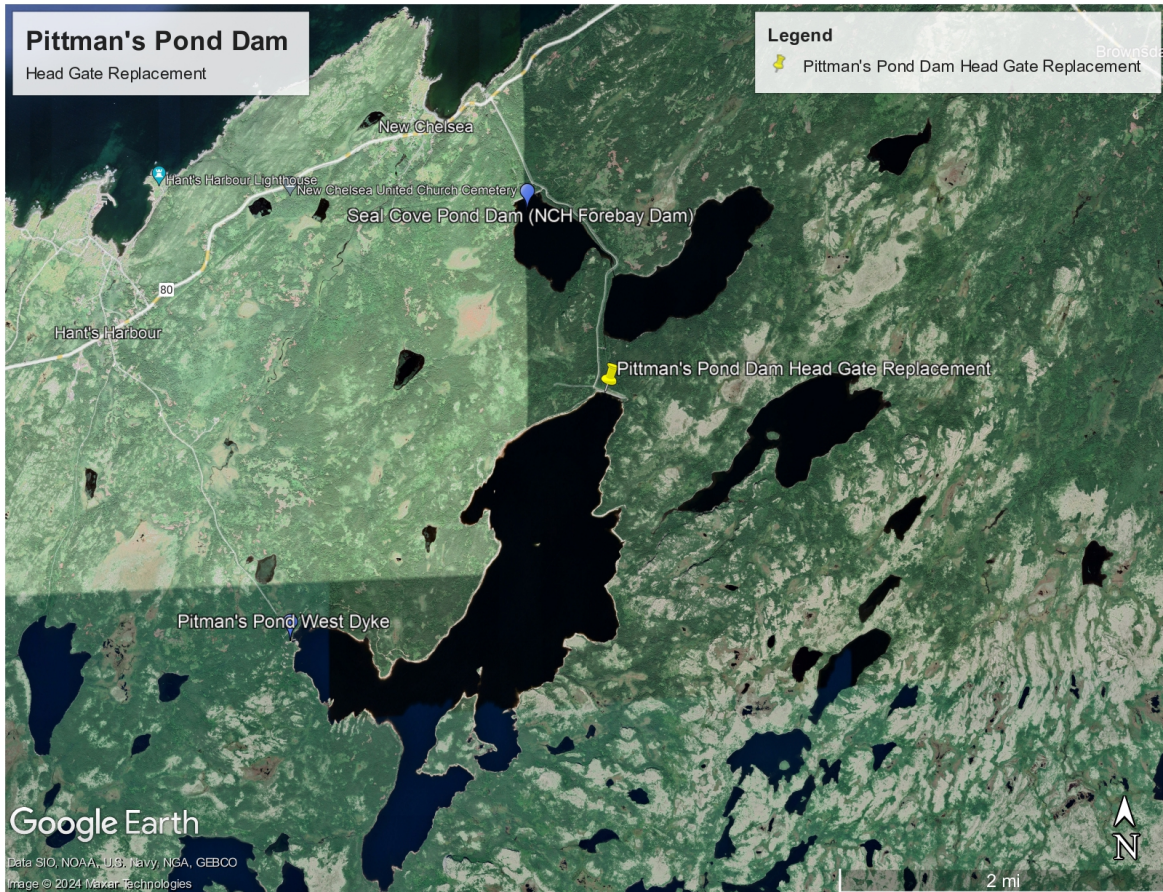 Pittman's Pond Dam
Head Gate Replacement
Legend
Pittman's Pond Dam Head Gate Replacement
New Chelsea
Hant's Harbour Lighthouse
New Chelsea United Church Cemetery
Seal Cove Pond Dam (NCH Forebay Dam)
80
Hant's Harbour
Pittman's Pond Dam Head Gate Replacement
Pitman's Pond West Dyke
Google Earth
Data SIO, NOAA, U.S. Navy, NGA, GEBCO
Image © 2024 Maxar Technologies
N
2 mi